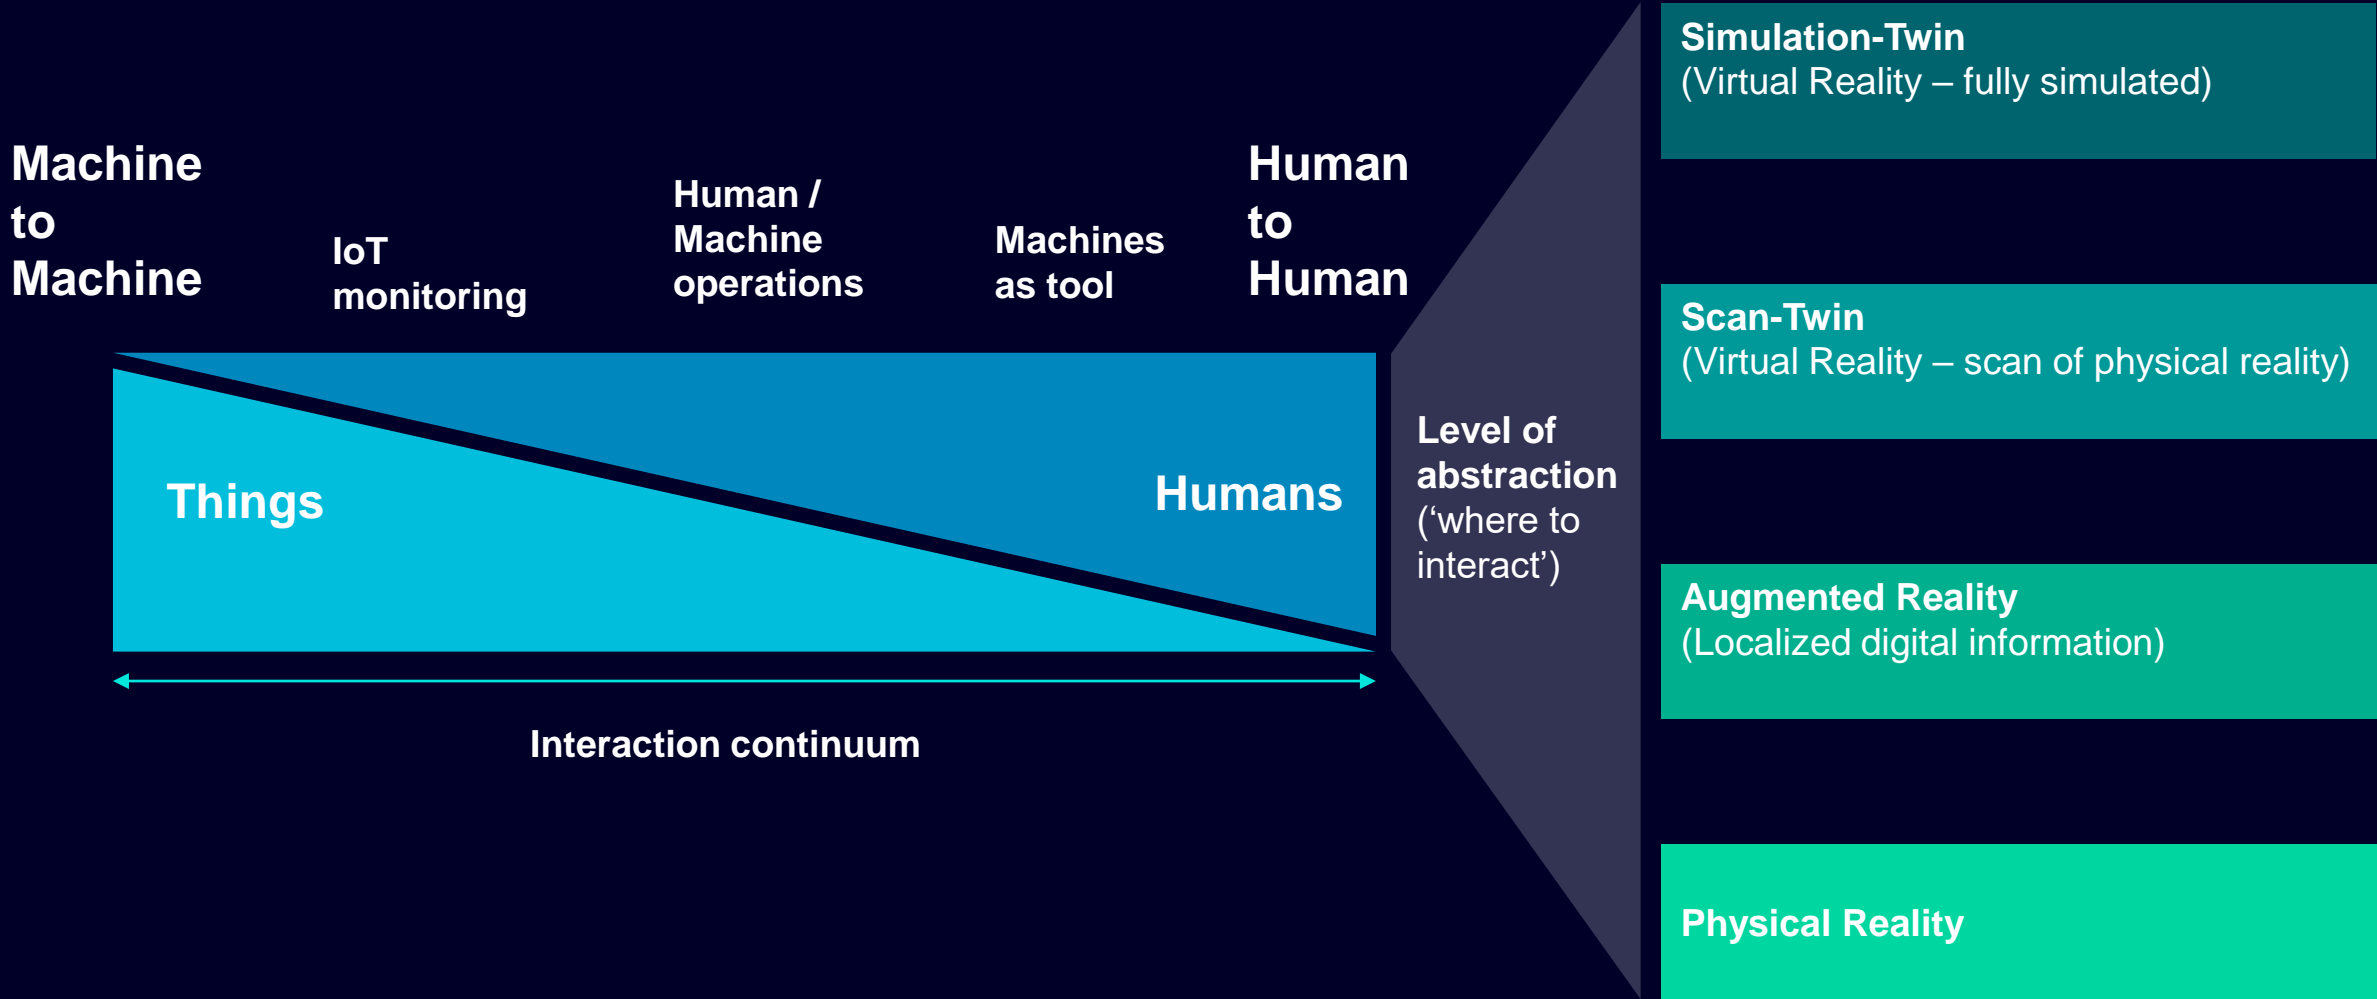 Machine
to
Machine
IoT
monitoring
Human /
Machine
operations
Machines
as tool
Human
to
Human
Things
Humans
Interaction continuum
Level of
abstraction
(‘where to
interact’)
Simulation-Twin
(Virtual Reality – fully simulated)
Scan-Twin
(Virtual Reality – scan of physical reality)
Augmented Reality
(Localized digital information)
Physical Reality